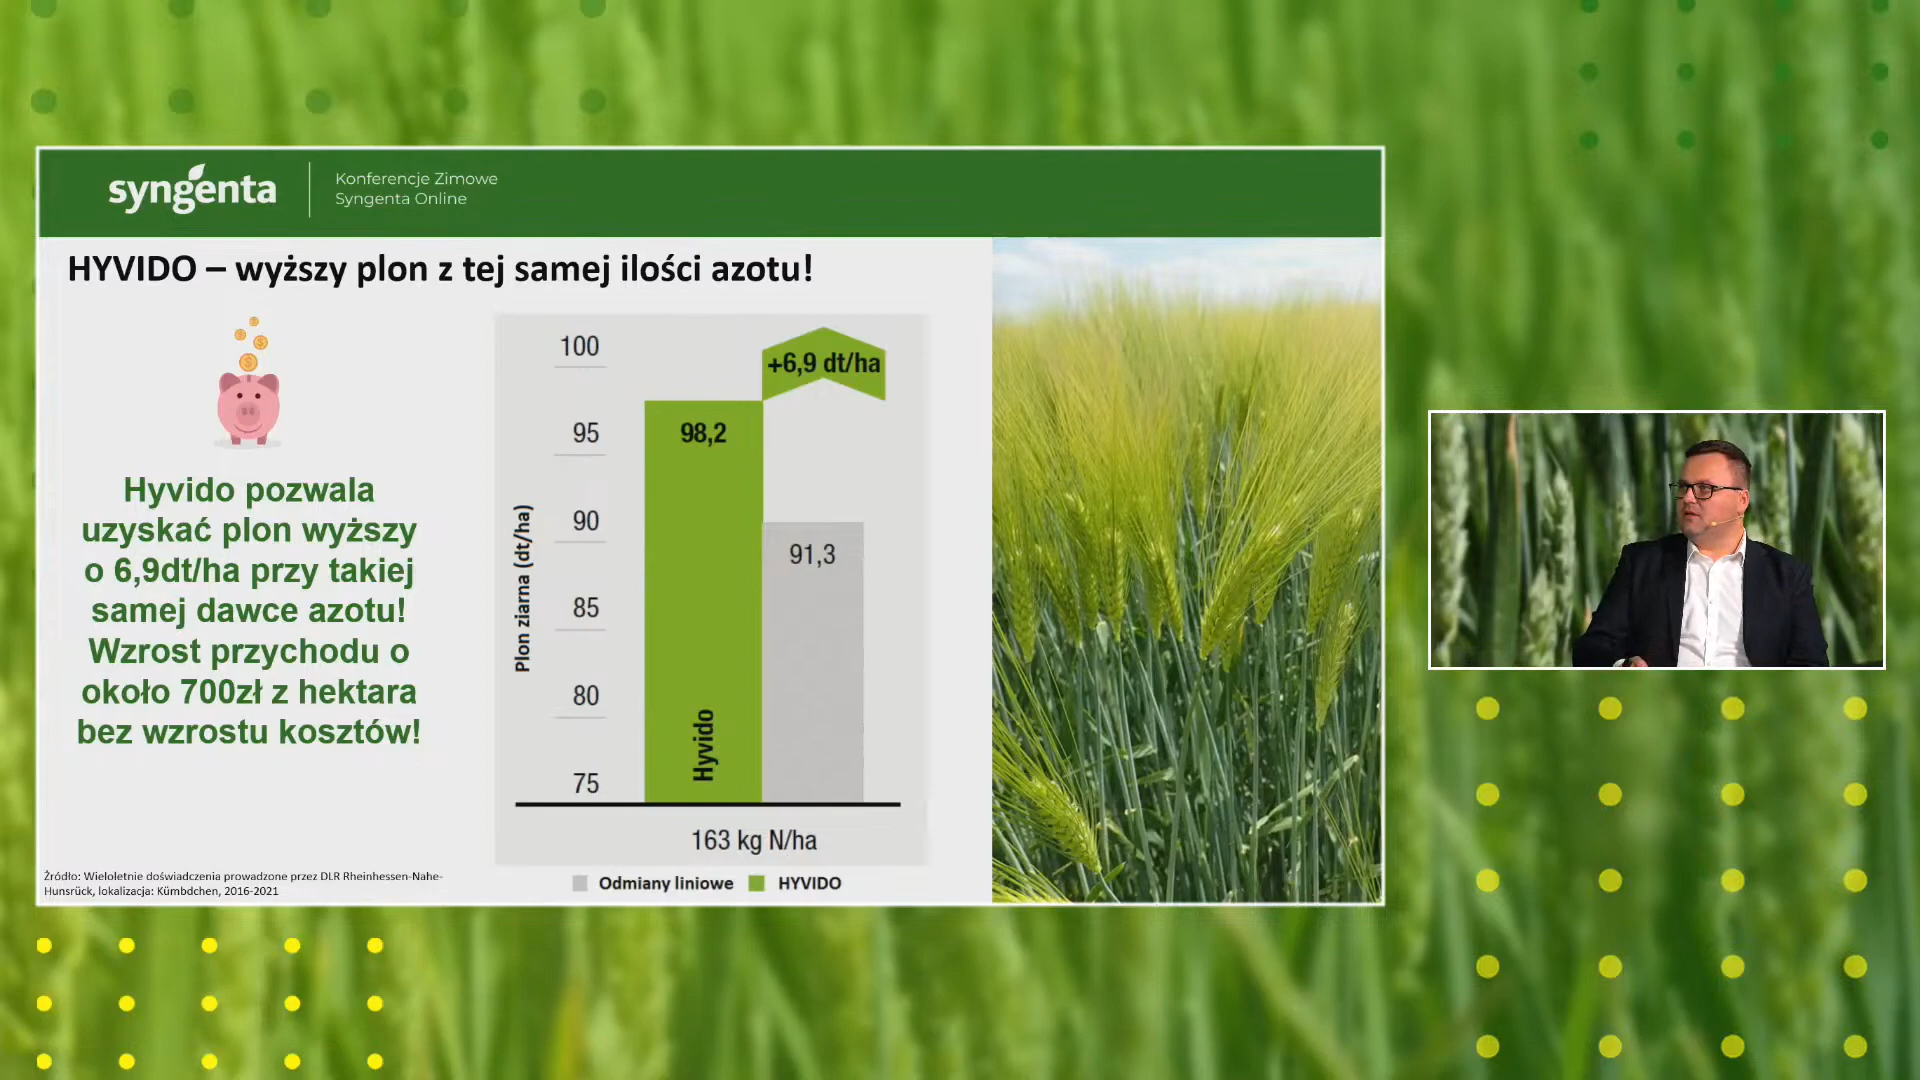 syngenta
Konferencje Zimowe
Syngenta Online
HYVIDO – wyższy plon z tej samej ilości azotu!
Hyvido pozwala
uzyskać plon wyższy
o 6,9dt/ha przy takiej
samej dawce azotu!
Wzrost przychodu o
około 700zł z hektara
bez wzrostu kosztów!
Plon ziarna (dt/ha)
100
95
90
85
80
75
+6,9 dt/ha
98,2
91,3
Hyvido
163 kg N/ha
Odmiany liniowe
HYVIDO
Źródło: Wieloletnie doświadczenia prowadzone przez DLR Rheinhessen-Nahe-
Hunsrück, lokalizacja: Kümbdchen, 2016-2021